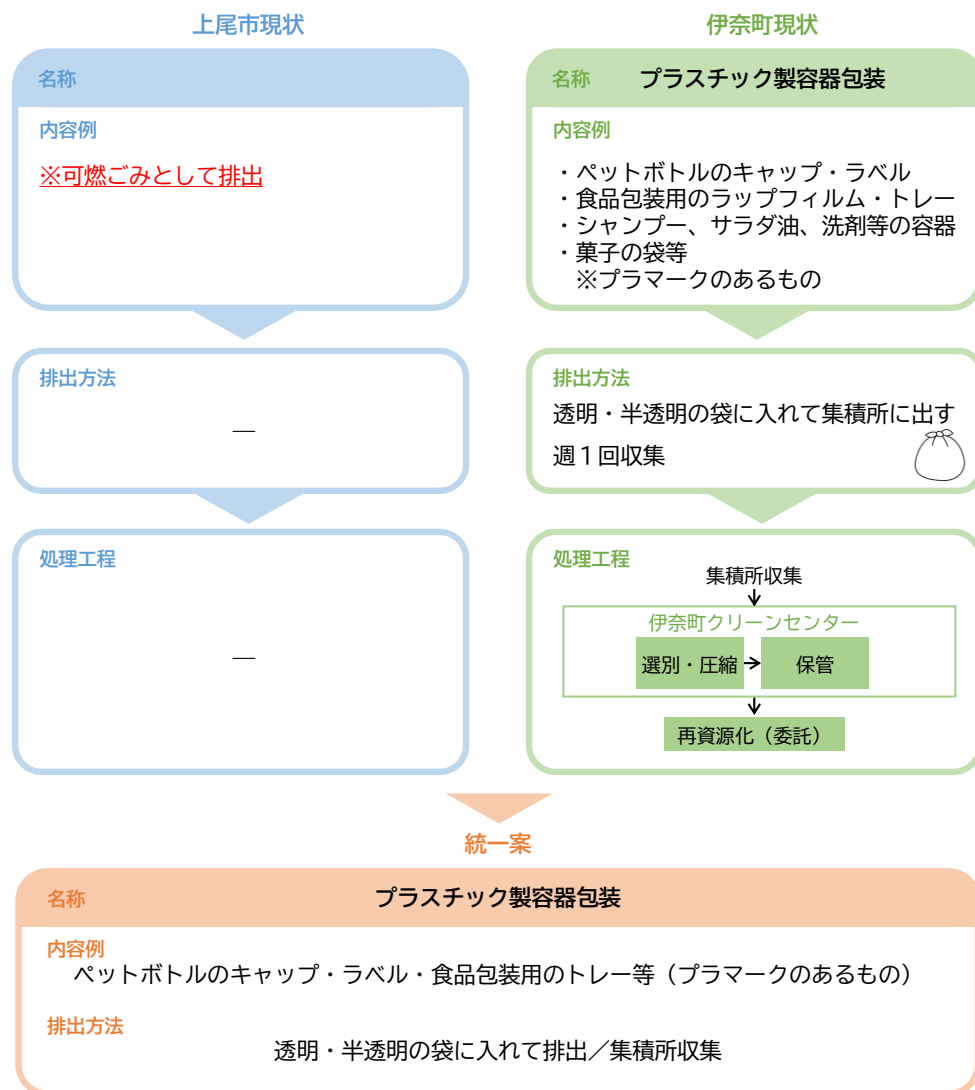 上尾市現状
名称
内容例
※可燃ごみとして排出
排出方法
―
処理工程
―
伊奈町現状
名称 プラスチック製容器包装
内容例
・ペットボトルのキャップ・ラベル
・食品包装用のラップフィルム・トレー
・シャンプー、サラダ油、洗剤等の容器
・菓子の袋等
※プラマークのあるもの
排出方法
透明・半透明の袋に入れて集積所に出す
週１回収集
処理工程
集積所収集
伊奈町クリーンセンター
選別・圧縮 保管
再資源化（委託）
統一案
名称 プラスチック製容器包装
内容例
ペットボトルのキャップ・ラベル・食品包装用のトレー等（プラマークのあるもの）
排出方法
透明・半透明の袋に入れて排出／集積所収集